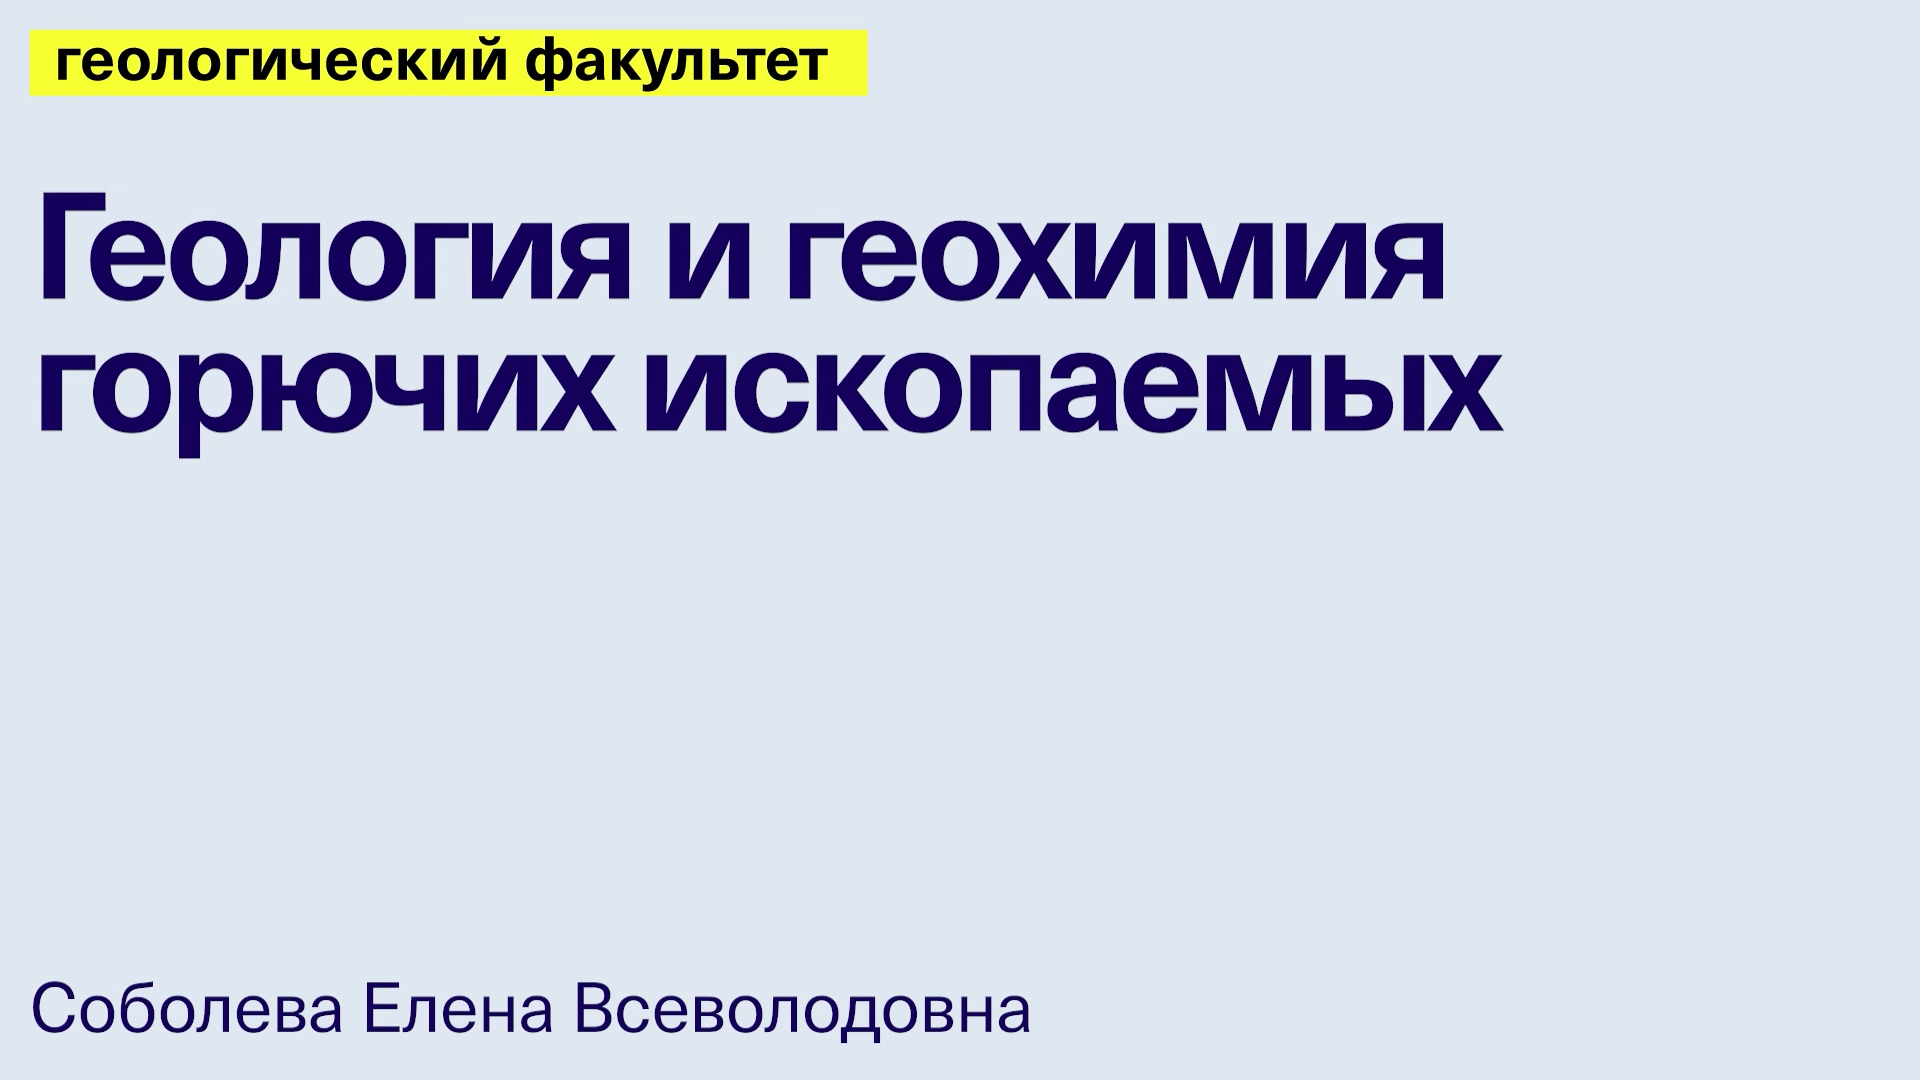 геологический факультет
Геология и геохимия
горючих ископаемых
Соболева Елена Всеволодовна